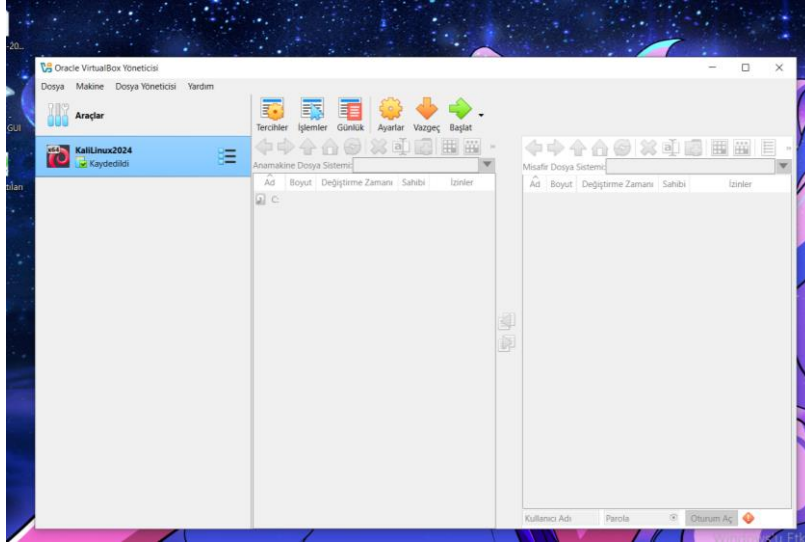 -20...
Oracle VirtualBox Yöneticisi
Dosya Makine Dosya Yöneticisi Yardım
GUI
Araçlar
Tercihler İşlemler Günlük Ayarlar Vazgeç Başlat
KaliLinux2024
Kaydedildi
Anamakine Dosya Sistemi:
Misafir Dosya Sistemi:
Ad Boyut Değiştirme Zamanı Sahibi İzinler
Ad Boyut Değiştirme Zamanı Sahibi İzinler
C:
Kullanıcı Adı Parola Oturum Aç